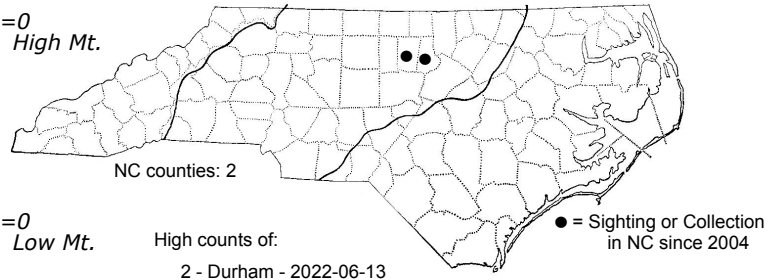 =0
High Mt.
NC counties: 2
=0
Low Mt.
High counts of:
2 - Durham - 2022-06-13
● = Sighting or Collection
in NC since 2004